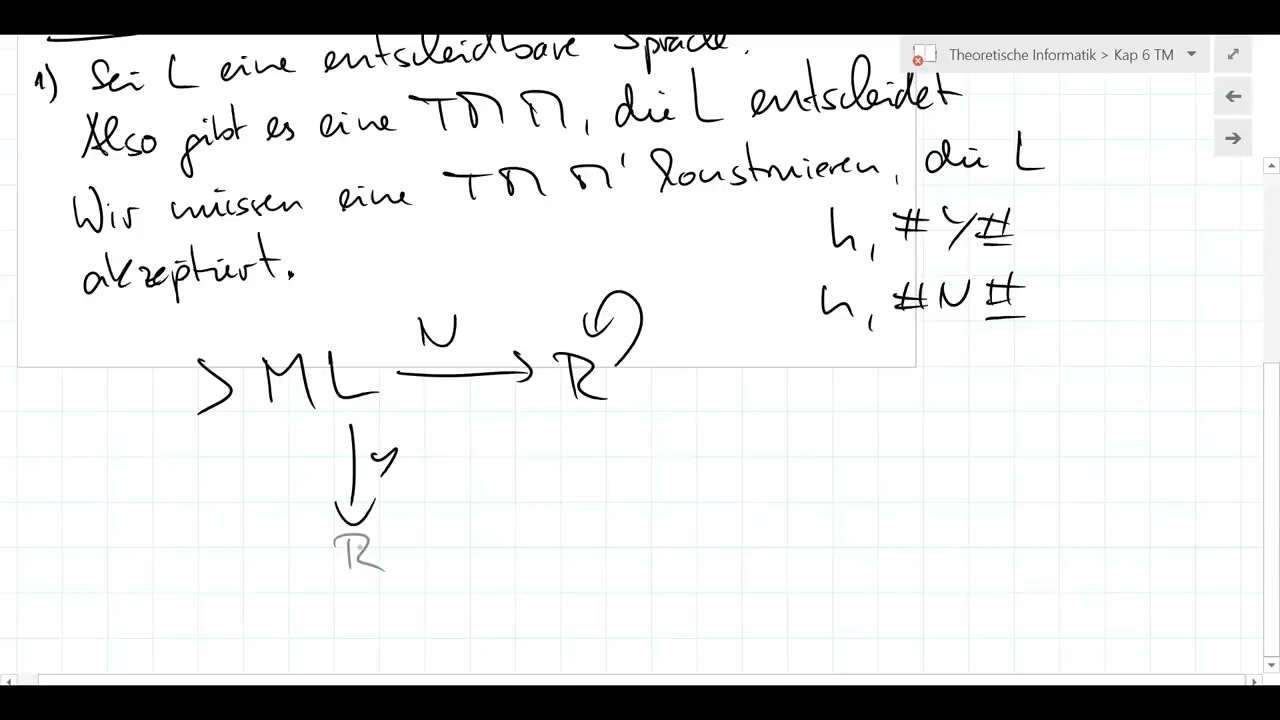 Theoretische Informatik > Kap 6 TM
1) Sei L eine entscheidbare Sprache.
Also gibt es eine TM M, die L entscheidet
Wir müssen eine TM M' konstruieren, die L
akzeptiert.
h, #Y#
h, #N#
N
> M L R
Y
R